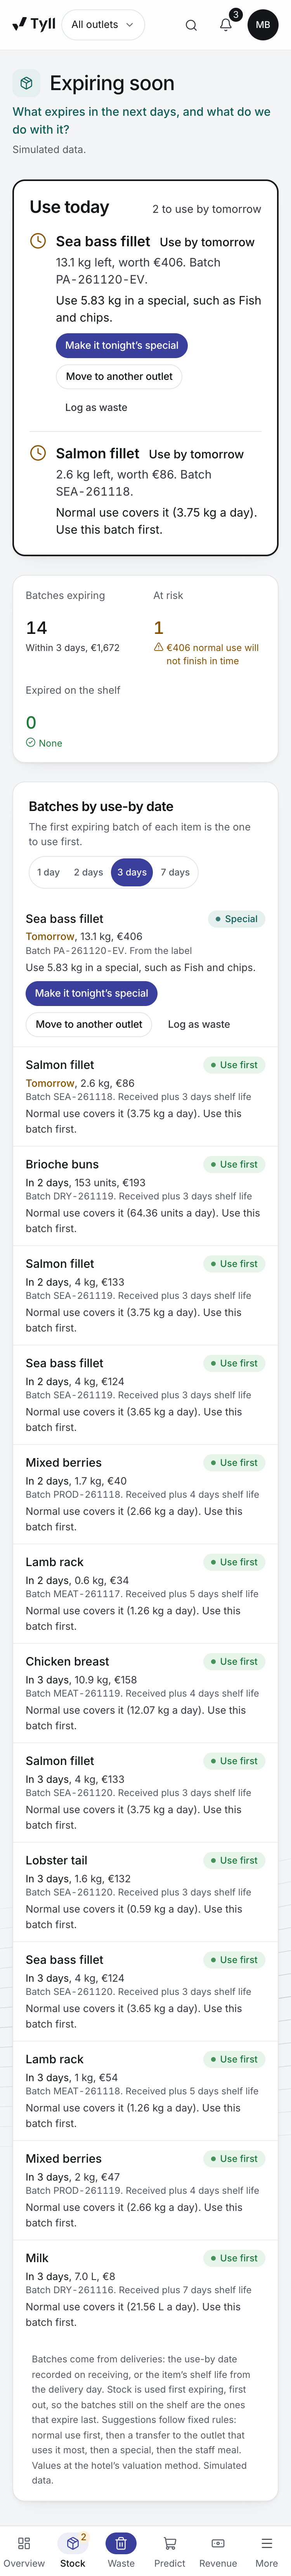 Tyll
All outlets
3
MB
Expiring soon
What expires in the next days, and what do we
do with it?
Simulated data.
Use today
2 to use by tomorrow
Sea bass fillet Use by tomorrow
13.1 kg left, worth €406. Batch
PA-261120-EV.
Use 5.83 kg in a special, such as Fish
and chips.
Make it tonight's special
Move to another outlet
Log as waste
Salmon fillet Use by tomorrow
2.6 kg left, worth €86. Batch
SEA-261118.
Normal use covers it (3.75 kg a day).
Use this batch first.
Batches expiring
14
Within 3 days, €1,672
At risk
1
€406 normal use will
not finish in time
Expired on the shelf
0
None
Batches by use-by date
The first expiring batch of each item is the one
to use first.
1 day 2 days 3 days 7 days
Sea bass fillet Special
Tomorrow, 13.1 kg, €406
Batch PA-261120-EV. From the label
Use 5.83 kg in a special, such as Fish and chips.
Make it tonight's special
Move to another outlet Log as waste
Salmon fillet Use first
Tomorrow, 2.6 kg, €86
Batch SEA-261118. Received plus 3 days shelf life
Normal use covers it (3.75 kg a day). Use this
batch first.
Brioche buns Use first
In 2 days, 153 units, €193
Batch DRY-261119. Received plus 3 days shelf life
Normal use covers it (64.36 units a day). Use this
batch first.
Salmon fillet Use first
In 2 days, 4 kg, €133
Batch SEA-261119. Received plus 3 days shelf life
Normal use covers it (3.75 kg a day). Use this
batch first.
Sea bass fillet Use first
In 2 days, 4 kg, €124
Batch SEA-261119. Received plus 3 days shelf life
Normal use covers it (3.65 kg a day). Use this
batch first.
Mixed berries Use first
In 2 days, 1.7 kg, €40
Batch PROD-261118. Received plus 4 days shelf life
Normal use covers it (2.66 kg a day). Use this
batch first.
Lamb rack Use first
In 2 days, 0.6 kg, €34
Batch MEAT-261117. Received plus 5 days shelf life
Normal use covers it (1.26 kg a day). Use this
batch first.
Chicken breast Use first
In 3 days, 10.9 kg, €158
Batch MEAT-261119. Received plus 4 days shelf life
Normal use covers it (12.07 kg a day). Use this
batch first.
Salmon fillet Use first
In 3 days, 4 kg, €133
Batch SEA-261120. Received plus 3 days shelf life
Normal use covers it (3.75 kg a day). Use this
batch first.
Lobster tail Use first
In 3 days, 1.6 kg, €132
Batch SEA-261120. Received plus 3 days shelf life
Normal use covers it (0.59 kg a day). Use this
batch first.
Sea bass fillet Use first
In 3 days, 4 kg, €124
Batch SEA-261120. Received plus 3 days shelf life
Normal use covers it (3.65 kg a day). Use this
batch first.
Lamb rack Use first
In 3 days, 1 kg, €54
Batch MEAT-261118. Received plus 5 days shelf life
Normal use covers it (1.26 kg a day). Use this
batch first.
Mixed berries Use first
In 3 days, 2 kg, €47
Batch PROD-261119. Received plus 4 days shelf life
Normal use covers it (2.66 kg a day). Use this
batch first.
Milk Use first
In 3 days, 7.0 L, €8
Batch DRY-261116. Received plus 7 days shelf life
Normal use covers it (21.56 L a day). Use this
batch first.
Batches come from deliveries: the use-by date
recorded on receiving, or the item's shelf life from
the delivery day. Stock is used first expiring, first
out, so the batches still on the shelf are the ones
that expire last. Suggestions follow fixed rules:
normal use first, then a transfer to the outlet that
uses it most, then a special, then the staff meal.
Values at the hotel's valuation method. Simulated
data.
2
Overview Stock Waste Predict Revenue More